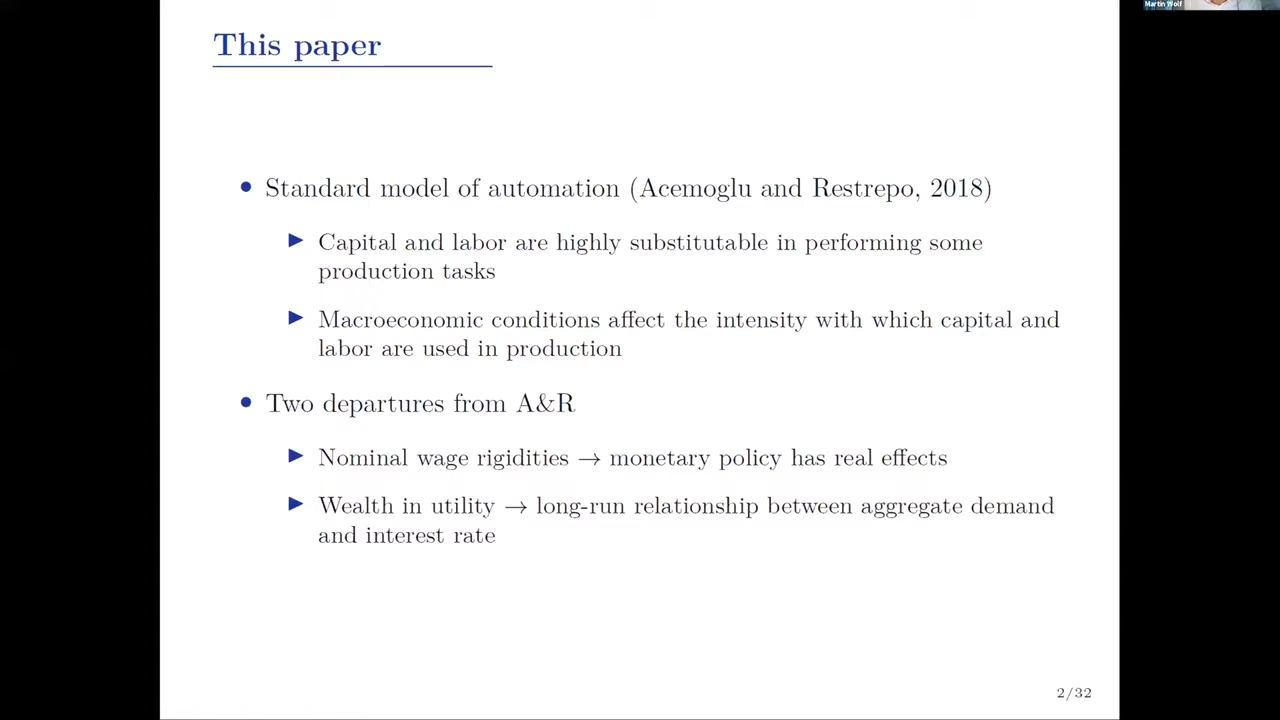 Martin Wolf
This paper
• Standard model of automation (Acemoglu and Restrepo, 2018)
▶ Capital and labor are highly substitutable in performing some
production tasks
▶ Macroeconomic conditions affect the intensity with which capital and
labor are used in production
• Two departures from A&R
▶ Nominal wage rigidities → monetary policy has real effects
▶ Wealth in utility → long-run relationship between aggregate demand
and interest rate
2/32